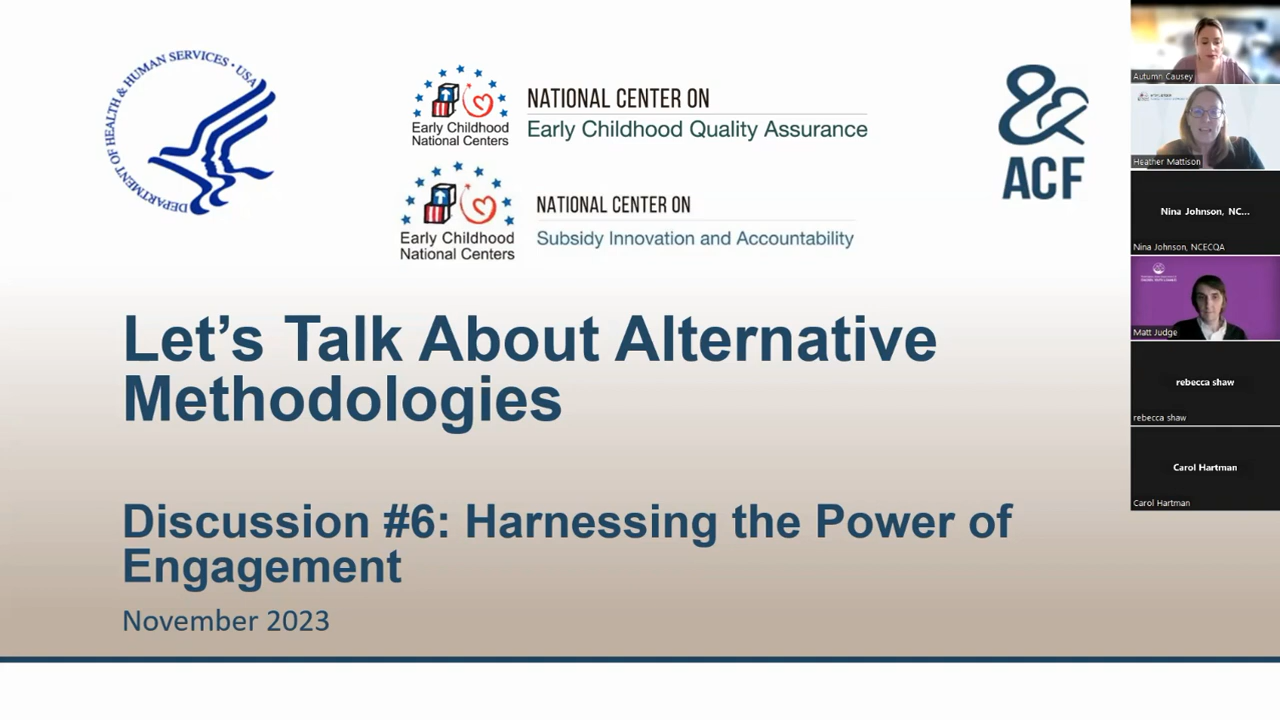 DEPARTMENT OF HEALTH & HUMAN SERVICES • USA
Early Childhood
National Centers
NATIONAL CENTER ON
Early Childhood Quality Assurance
Early Childhood
National Centers
NATIONAL CENTER ON
Subsidy Innovation and Accountability
ACF
Let's Talk About Alternative
Methodologies
Discussion #6: Harnessing the Power of
Engagement
November 2023
Autumn Causey
Heather Mattison
Nina Johnson, NC...
Nina Johnson, NCECQA
Matt Judge
rebecca shaw
rebecca shaw
Carol Hartman
Carol Hartman